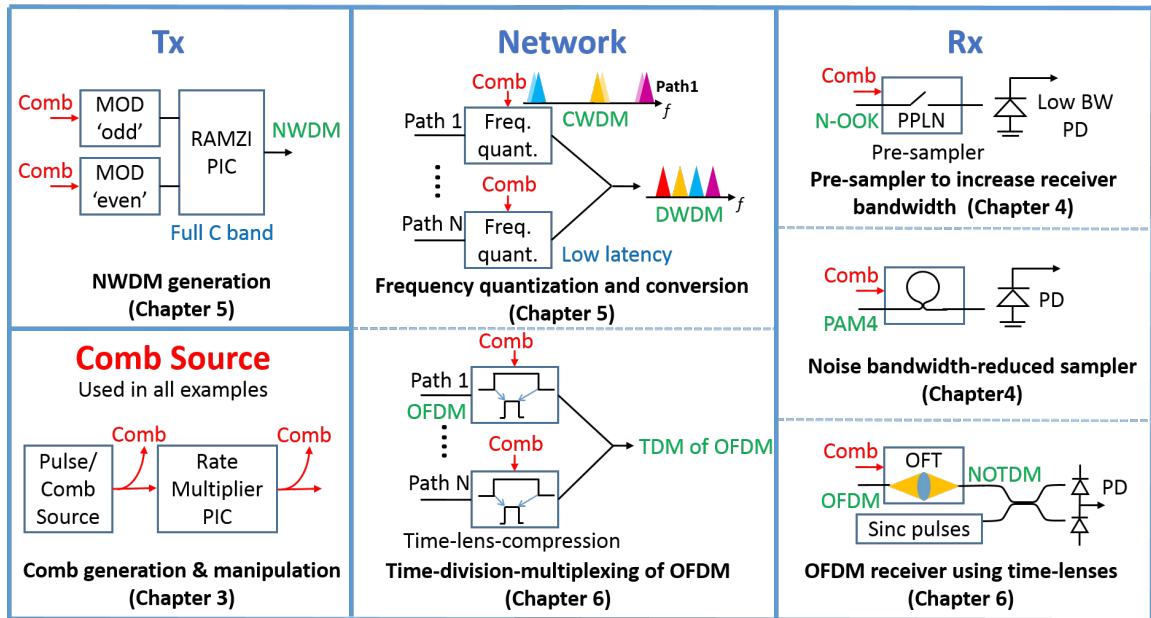 Tx
Comb
MOD
‘odd’
Comb
MOD
‘even’
RAMZI
PIC
NWDM
Full C band
NWDM generation
(Chapter 5)
Comb Source
Used in all examples
Comb
Comb
Pulse/
Comb
Source
Rate
Multiplier
PIC
Comb generation & manipulation
(Chapter 3)
Network
Comb
Path1
f
CWDM
Path 1
Freq.
quant.
Comb
Path N
Freq.
quant.
f
DWDM
Low latency
Frequency quantization and conversion
(Chapter 5)
Comb
Path 1
OFDM
Comb
Path N
TDM of OFDM
Time-lens-compression
Time-division-multiplexing of OFDM
(Chapter 6)
Rx
Comb
N-OOK
PPLN
Low BW
PD
Pre-sampler
Pre-sampler to increase receiver
bandwidth (Chapter 4)
Comb
PAM4
PD
Noise bandwidth-reduced sampler
(Chapter4)
Comb
OFT
NOTDM
OFDM
PD
Sinc pulses
OFDM receiver using time-lenses
(Chapter 6)